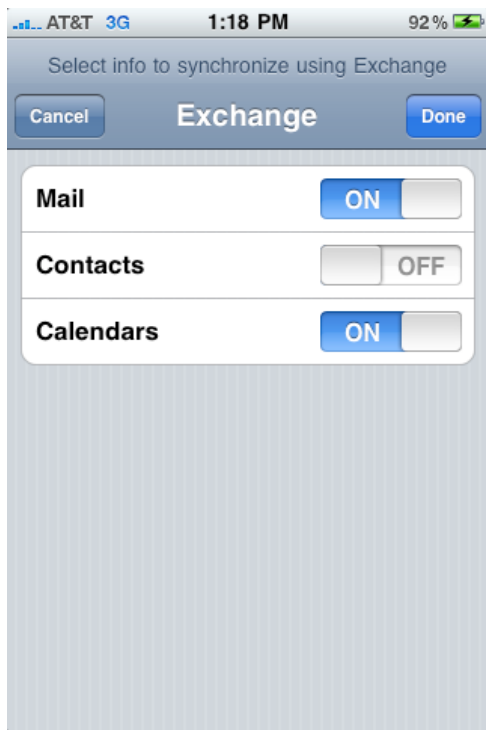 AT&T 3G 1:18 PM 92%
Select info to synchronize using Exchange
Cancel Exchange Done
Mail ON
Contacts OFF
Calendars ON